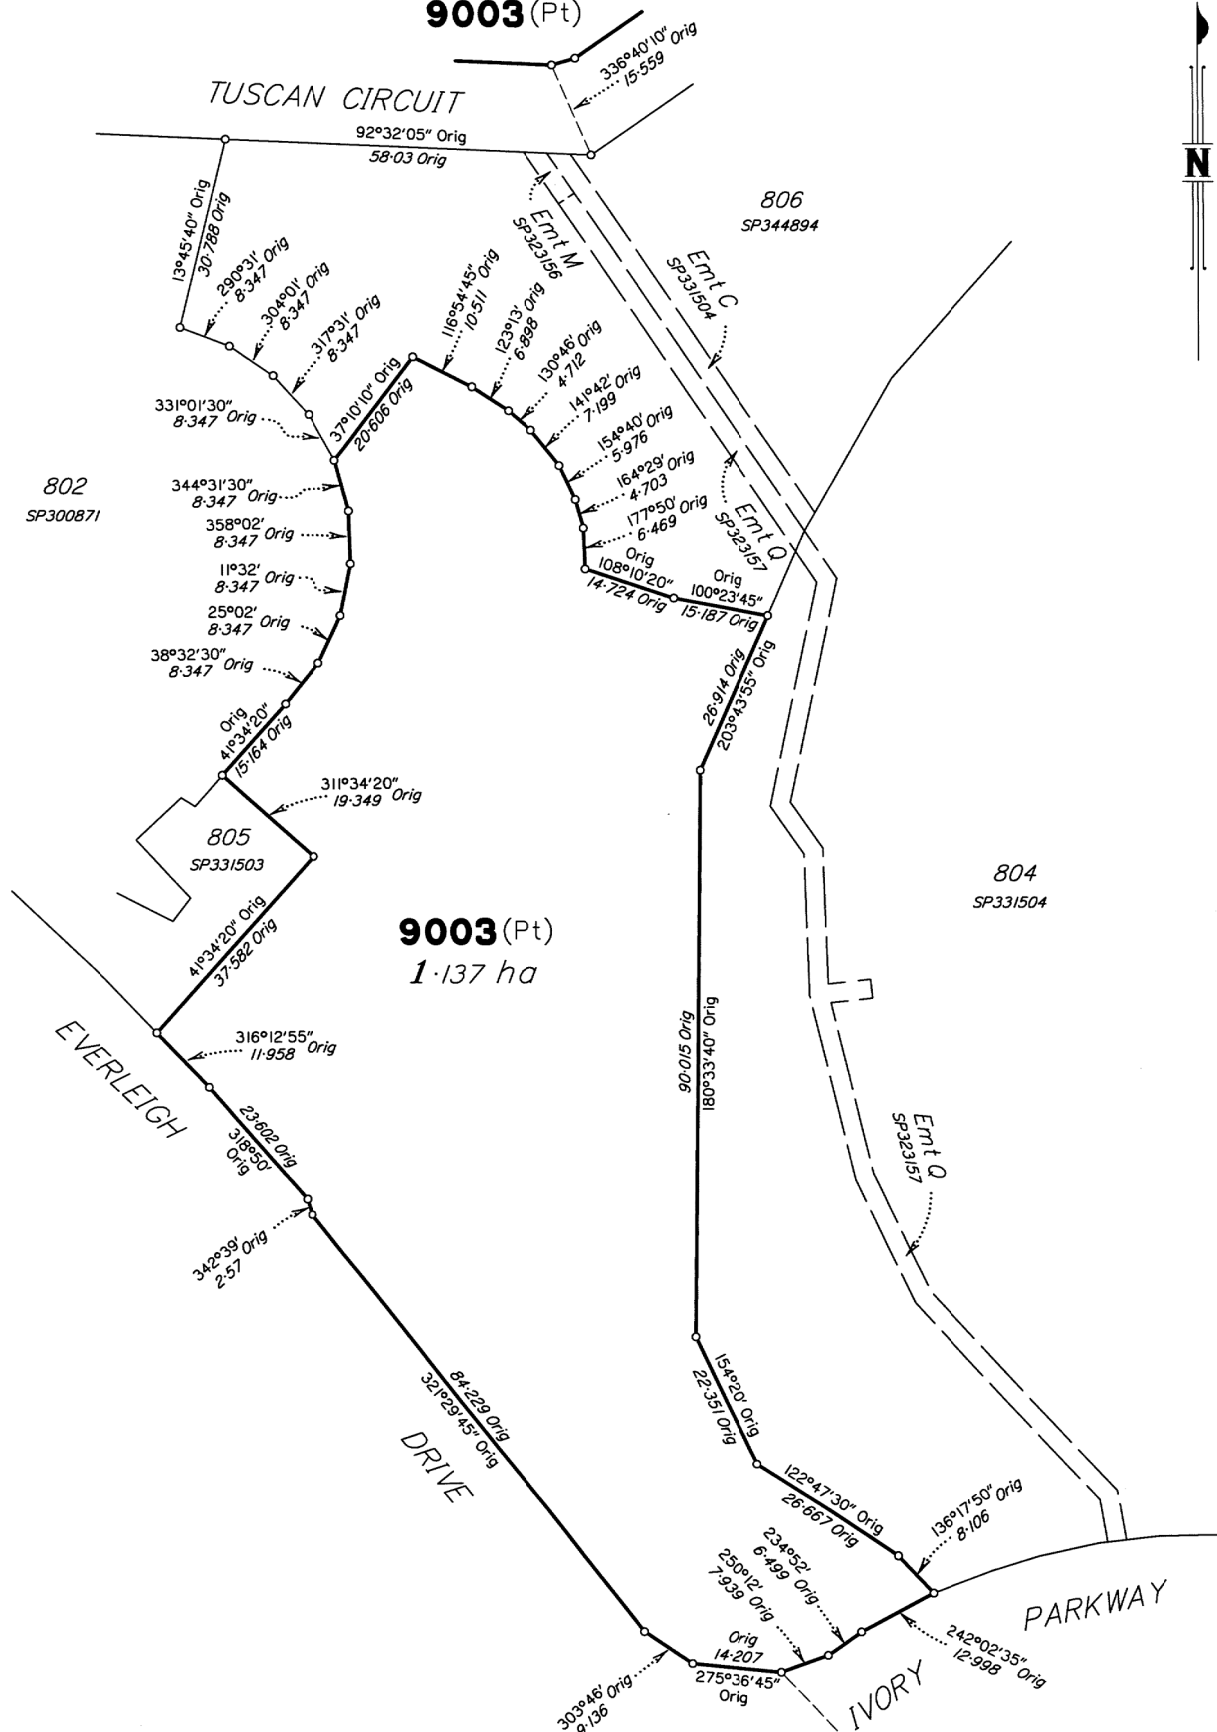 9003 (Pt)
336°40'10" Orig
15·559
TUSCAN CIRCUIT
92°32'05" Orig
58·03 Orig
N
806
SP344894
13°45'40" Orig
30·788 Orig
290°31' Orig
8·347
304°01' Orig
8·347
317°31' Orig
8·347
331°01'30" Orig
8·347
Emt M
SP323156
Emt C
SP331504
116°54'45" Orig
10·511
123°13' Orig
6·898
130°46' Orig
4·712
141°42' Orig
7·199
154°40' Orig
5·976
164°29' Orig
4·703
177°50' Orig
6·469
37°10'10" Orig
20·606 Orig
802
SP300871
344°31'30" Orig
8·347
358°02' Orig
8·347
11°32' Orig
8·347
25°02' Orig
8·347
38°32'30" Orig
8·347
Emt Q
SP323157
Orig
108°10'20"
14·724 Orig
Orig
100°23'45"
15·187 Orig
26·914 Orig
203°43'55" Orig
Orig
41°34'20"
15·164 Orig
311°34'20" Orig
19·349
805
SP331503
804
SP331504
41°34'20" Orig
37·582 Orig
9003 (Pt)
1·137 ha
90·015 Orig
180°33'40" Orig
316°12'55" Orig
11·958
EVERLEIGH
23·602 Orig
318°50'
Orig
342°39' Orig
2·57
Emt Q
SP323157
84·229 Orig
321°29'45" Orig
DRIVE
154°20' Orig
22·351 Orig
122°47'30" Orig
26·667 Orig
136°17'50" Orig
8·106
234°52' Orig
6·499
250°12' Orig
7·939
Orig
14·207
275°36'45"
Orig
303°46' Orig
9·136
242°02'35" Orig
12·998
IVORY
PARKWAY